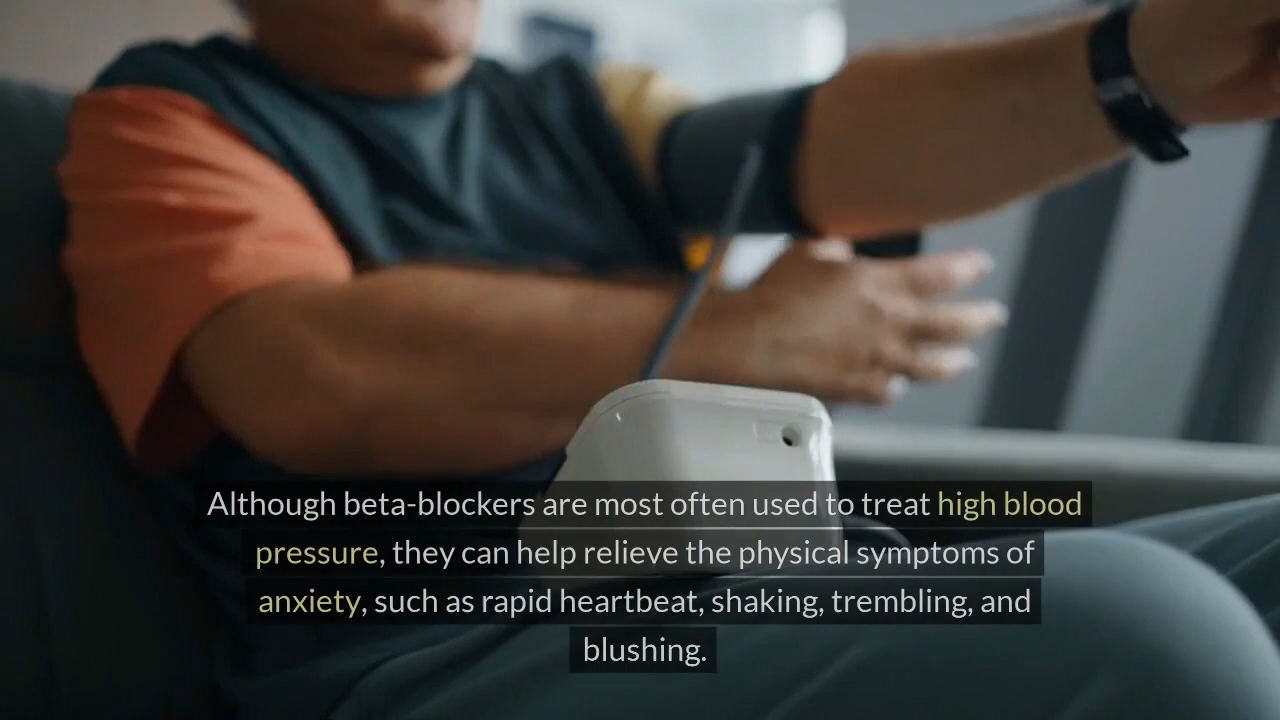 Although beta-blockers are most often used to treat high blood
pressure, they can help relieve the physical symptoms of
anxiety, such as rapid heartbeat, shaking, trembling, and
blushing.